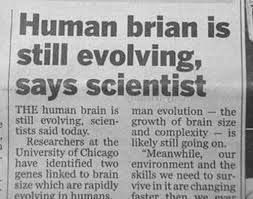 Human brian is
still evolving,
says scientist
THE human brain is
still evolving, scien-
tists said today.
Researchers at the
University of Chicago
have identified two
genes linked to brain
size which are rapidly
evolving in humans.
man evolution — the
growth of brain size
and complexity — is
likely still going on.
"Meanwhile, our
environment and the
skills we need to sur-
vive in it are changing
faster then we ever